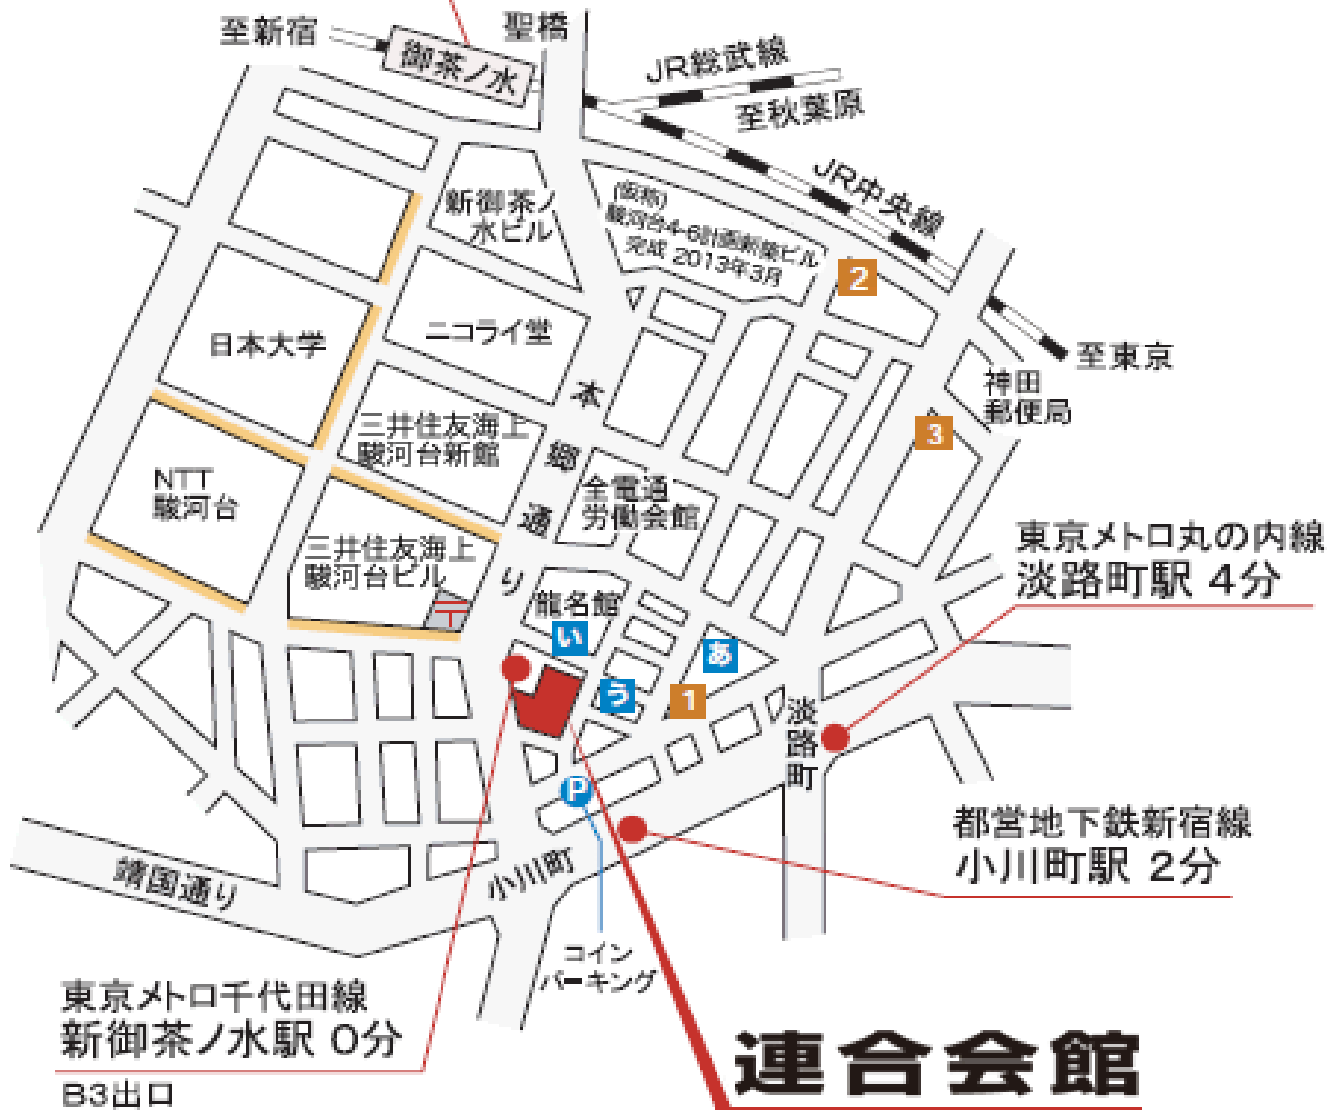 至新宿
聖橋
御茶ノ水
JR総武線
至秋葉原
JR中央線
新御茶ノ
水ビル
(仮称)
駿河台4-6計画新築ビル
完成 2013年3月
2
日本大学
ニコライ堂
至東京
神田
郵便局
本郷通り
三井住友海上
駿河台新館
3
NTT
駿河台
全電通
労働会館
三井住友海上
駿河台ビル
〒
東京メトロ丸の内線
淡路町駅 4分
龍名館
い
あ
う
1
淡路町
P
都営地下鉄新宿線
小川町駅 2分
靖国通り
小川町
コイン
パーキング
東京メトロ千代田線
新御茶ノ水駅 0分
B3出口
連合会館